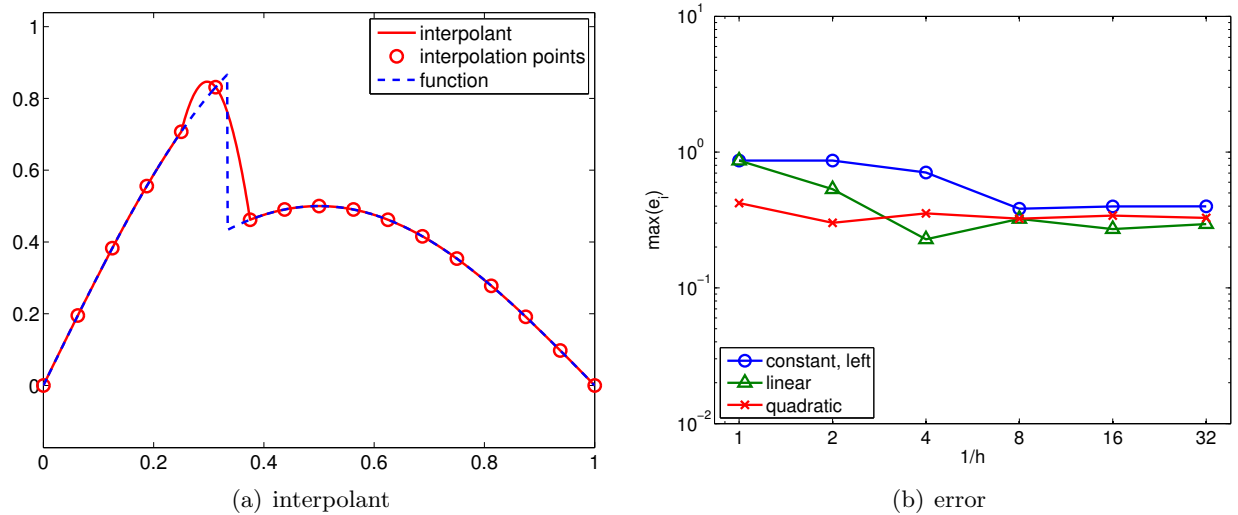 interpolant
interpolation points
function
1
0.8
0.6
0.4
0.2
0
0 0.2 0.4 0.6 0.8 1
(a) interpolant
10^1
10^0
10^-1
10^-2
max(e_i)
constant, left
linear
quadratic
1 2 4 8 16 32
1/h
(b) error